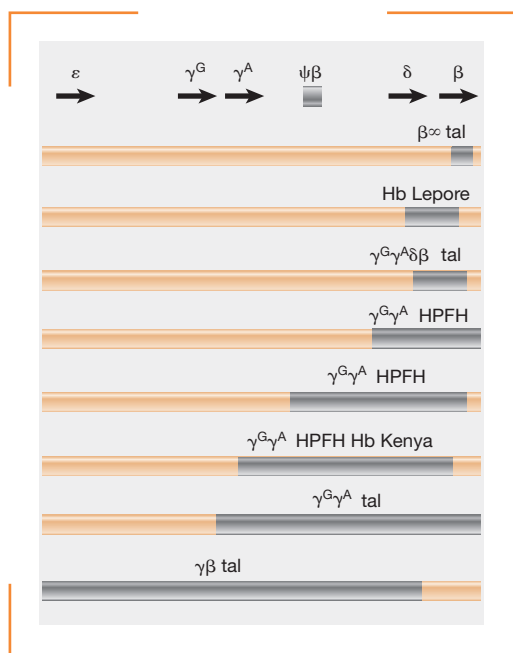 ε γᴳ γᴬ ψβ δ β
β∞ tal
Hb Lepore
γᴳγᴬδβ tal
γᴳγᴬ HPFH
γᴳγᴬ HPFH
γᴳγᴬ HPFH Hb Kenya
γᴳγᴬ tal
γβ tal